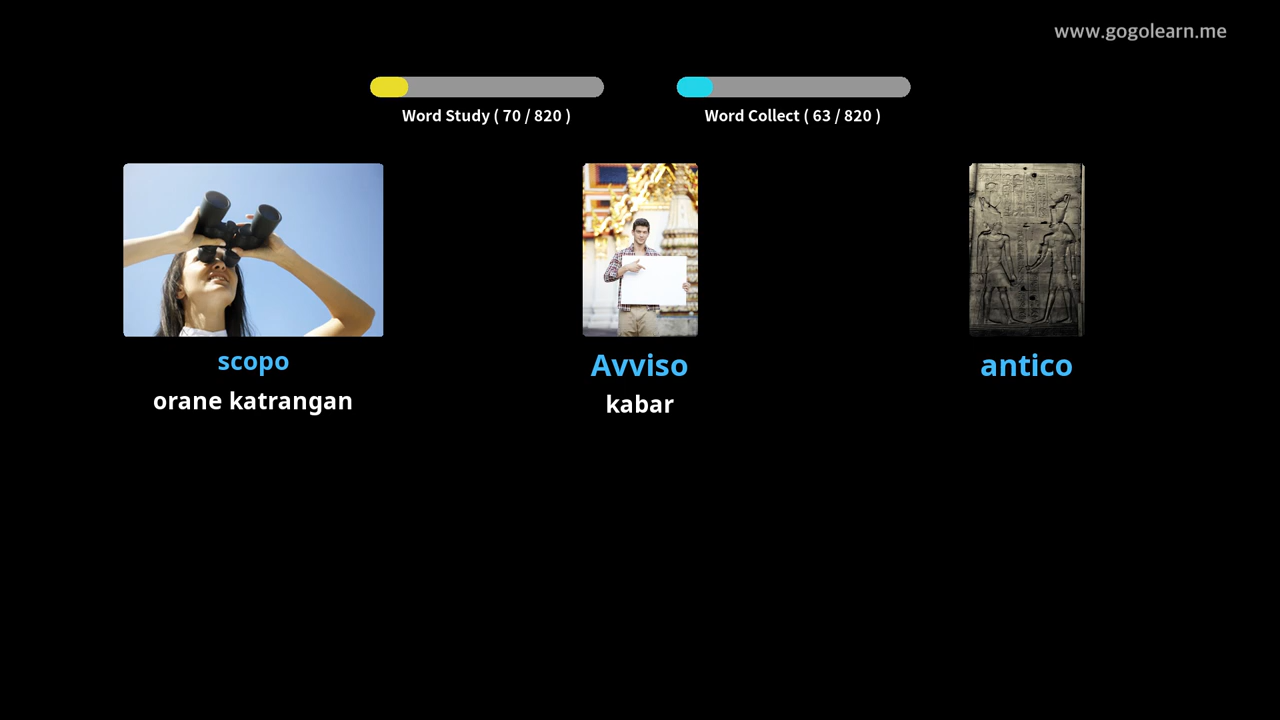 www.gogolearn.me
Word Study ( 70 / 820 )
Word Collect ( 63 / 820 )
scopo
orane katrangan
Avviso
kabar
antico